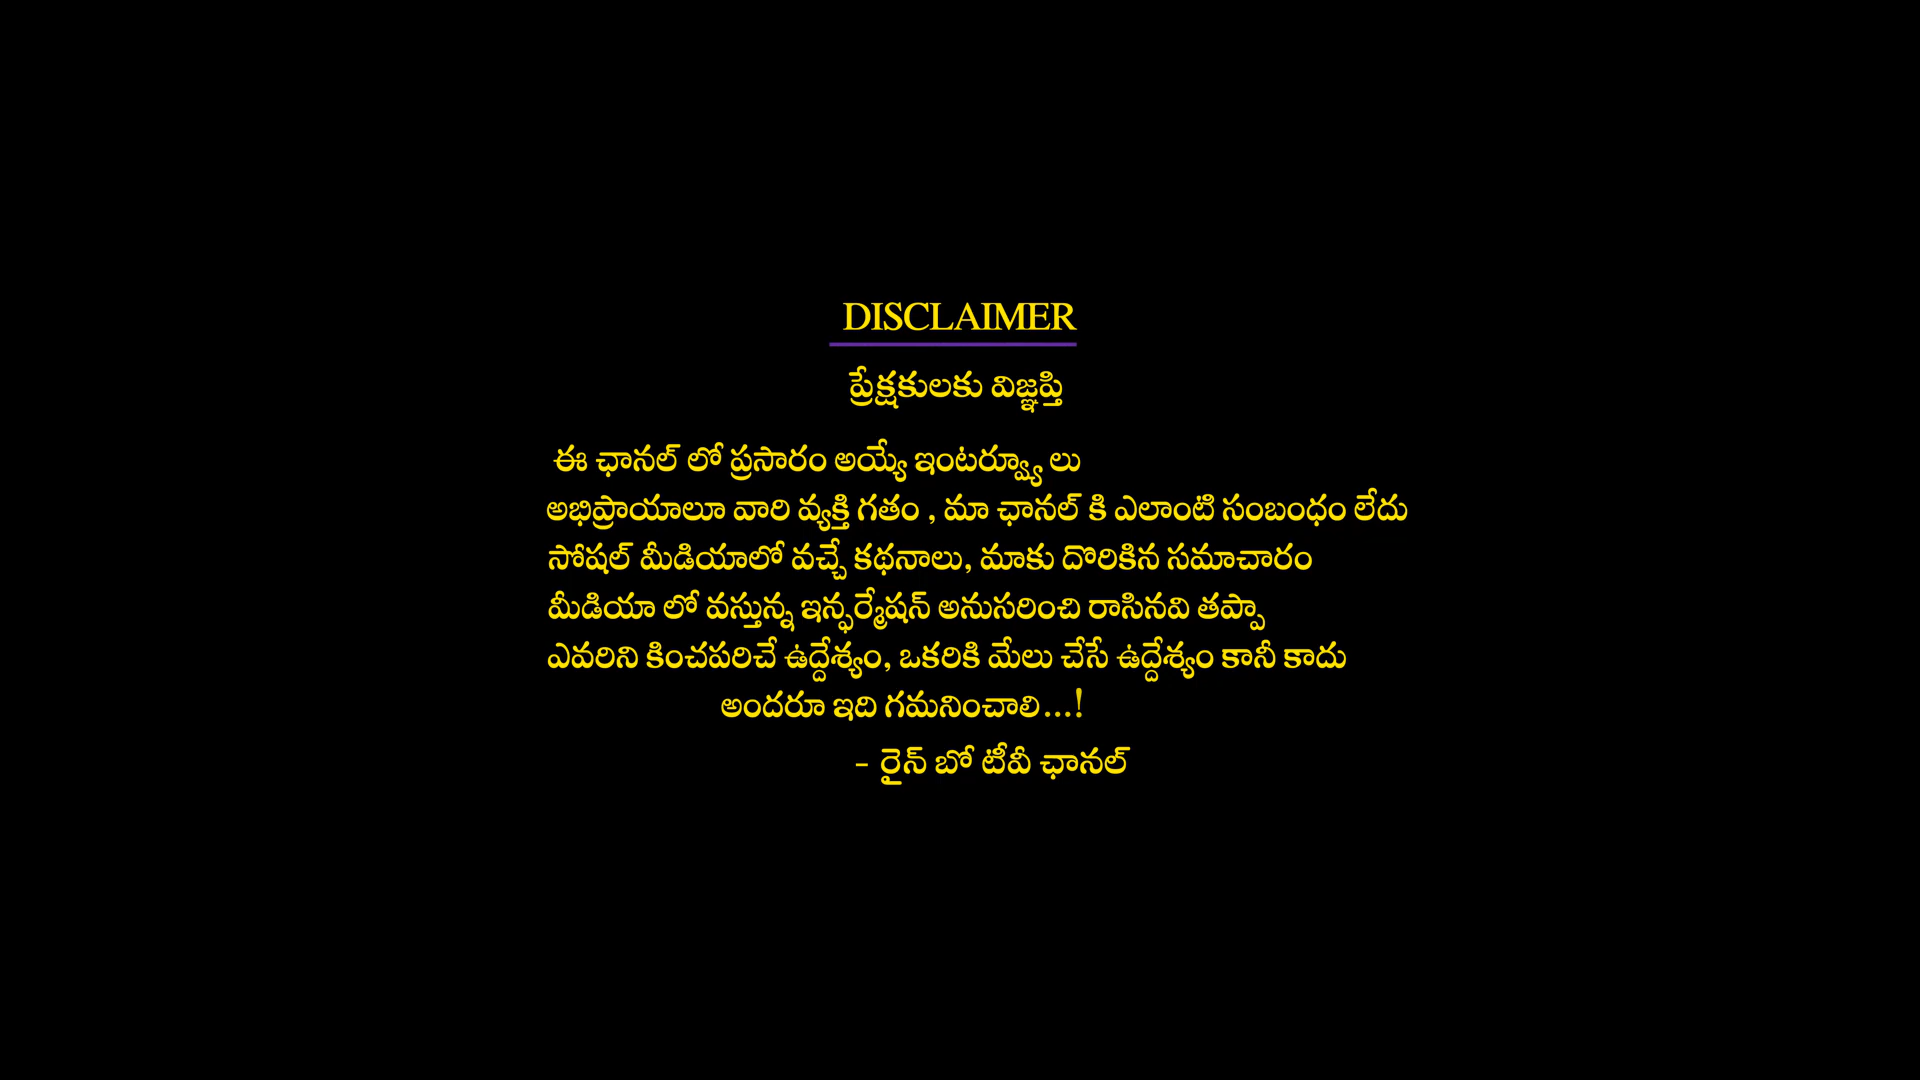 DISCLAIMER
ప్రేక్షకులకు విజ్ఞప్తి
ఈ ఛానల్ లో ప్రసారం అయ్యే ఇంటర్వ్యూ లు
అభిప్రాయాలూ వారి వ్యక్తి గతం , మా ఛానల్ కి ఎలాంటి సంబంధం లేదు
సోషల్ మీడియాలో వచ్చే కథనాలు, మాకు దొరికిన సమాచారం
మీడియా లో వస్తున్న ఇన్ఫర్మేషన్ అనుసరించి రాసినవి తప్పా
ఎవరిని కించపరిచే ఉద్దేశ్యం, ఒకరికి మేలు చేసే ఉద్దేశ్యం కానీ కాదు
అందరూ ఇది గమనించాలి...!
- రైన్ బో టీవీ ఛానల్